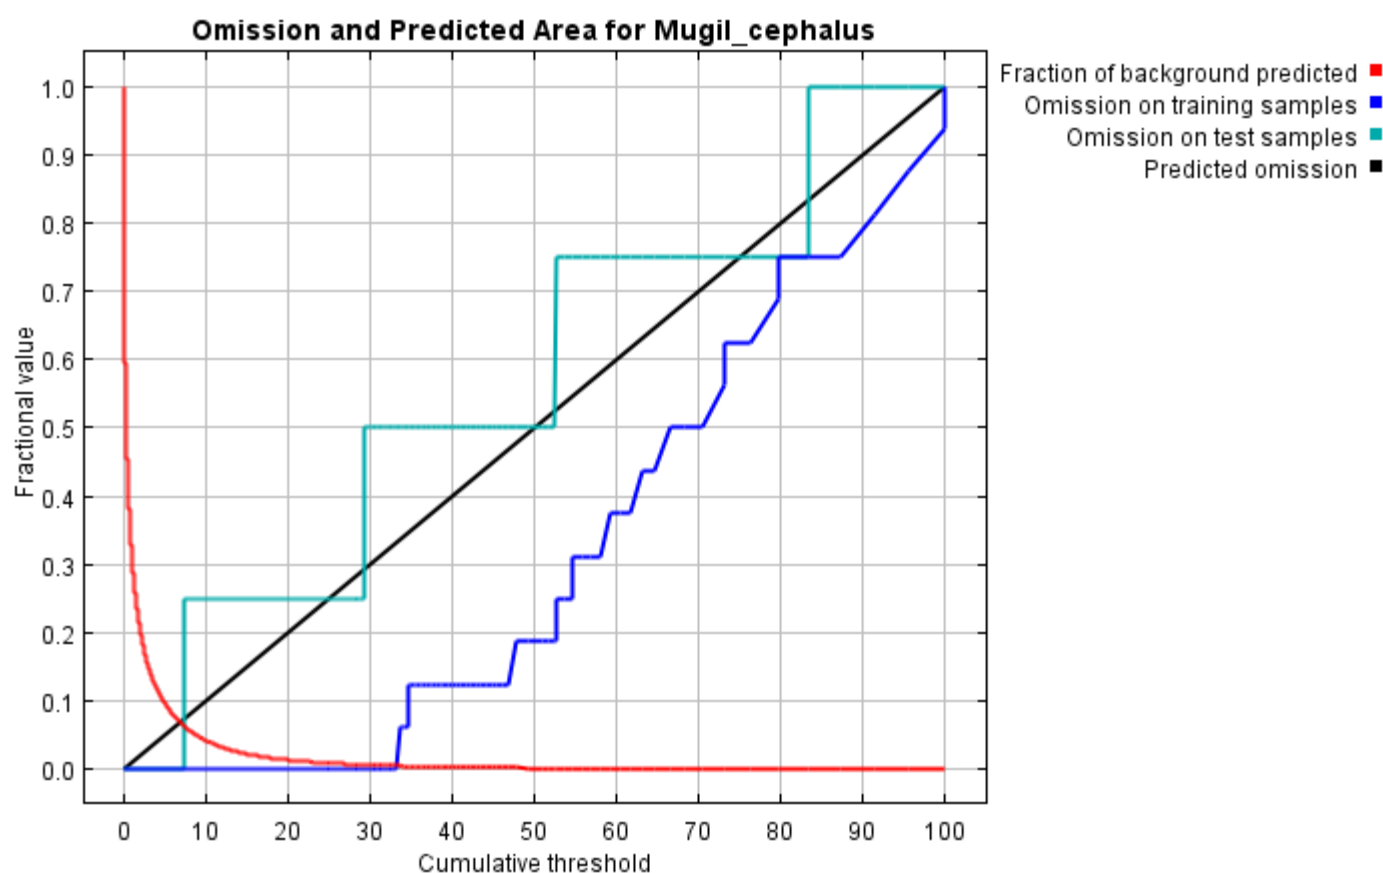 Omission and Predicted Area for Mugil_cephalus
Fraction of background predicted
Omission on training samples
Omission on test samples
Predicted omission
Fractional value
1.0
0.9
0.8
0.7
0.6
0.5
0.4
0.3
0.2
0.1
0.0
0 10 20 30 40 50 60 70 80 90 100
Cumulative threshold